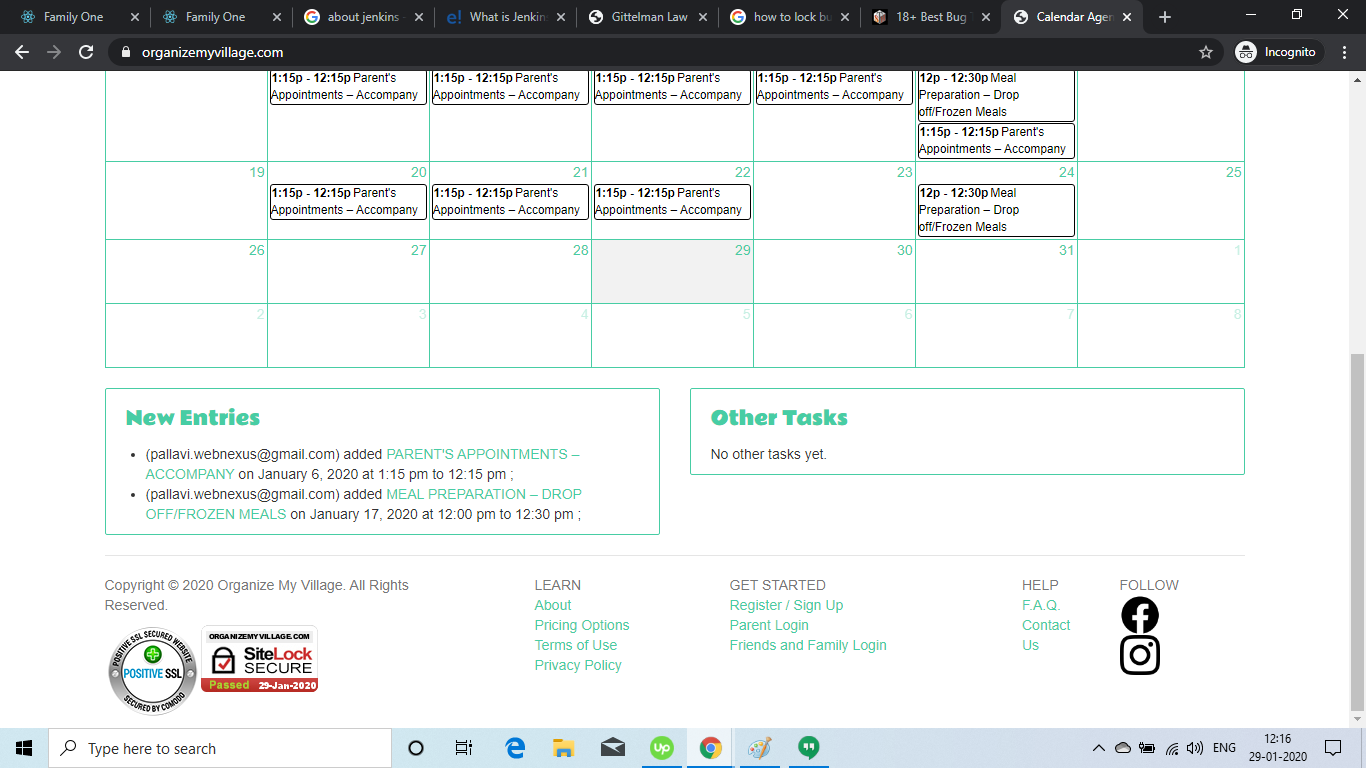 Family One
Family One
about jenkins -
What is Jenkins
Gittelman Law
how to lock bu
18+ Best Bug T
Calendar Agen
organizemyvillage.com
Incognito
1:15p - 12:15p Parent's
Appointments – Accompany
1:15p - 12:15p Parent's
Appointments – Accompany
1:15p - 12:15p Parent's
Appointments – Accompany
1:15p - 12:15p Parent's
Appointments – Accompany
12p - 12:30p Meal
Preparation – Drop
off/Frozen Meals
1:15p - 12:15p Parent's
Appointments – Accompany
19
20
21
22
23
24
25
1:15p - 12:15p Parent's
Appointments – Accompany
1:15p - 12:15p Parent's
Appointments – Accompany
1:15p - 12:15p Parent's
Appointments – Accompany
12p - 12:30p Meal
Preparation – Drop
off/Frozen Meals
26
27
28
29
30
31
1
2
3
4
5
6
7
8
New Entries
(pallavi.webnexus@gmail.com) added PARENT'S APPOINTMENTS –
ACCOMPANY on January 6, 2020 at 1:15 pm to 12:15 pm ;
(pallavi.webnexus@gmail.com) added MEAL PREPARATION – DROP
OFF/FROZEN MEALS on January 17, 2020 at 12:00 pm to 12:30 pm ;
Other Tasks
No other tasks yet.
Copyright © 2020 Organize My Village. All Rights
Reserved.
POSITIVE SSL SECURED WEBSITE
POSITIVE SSL
SECURED BY COMODO
ORGANIZEMYVILLAGE.COM
SiteLock
SECURE
Passed 29-Jan-2020
LEARN
About
Pricing Options
Terms of Use
Privacy Policy
GET STARTED
Register / Sign Up
Parent Login
Friends and Family Login
HELP
F.A.Q.
Contact
Us
FOLLOW
Type here to search
up
ENG
12:16
29-01-2020